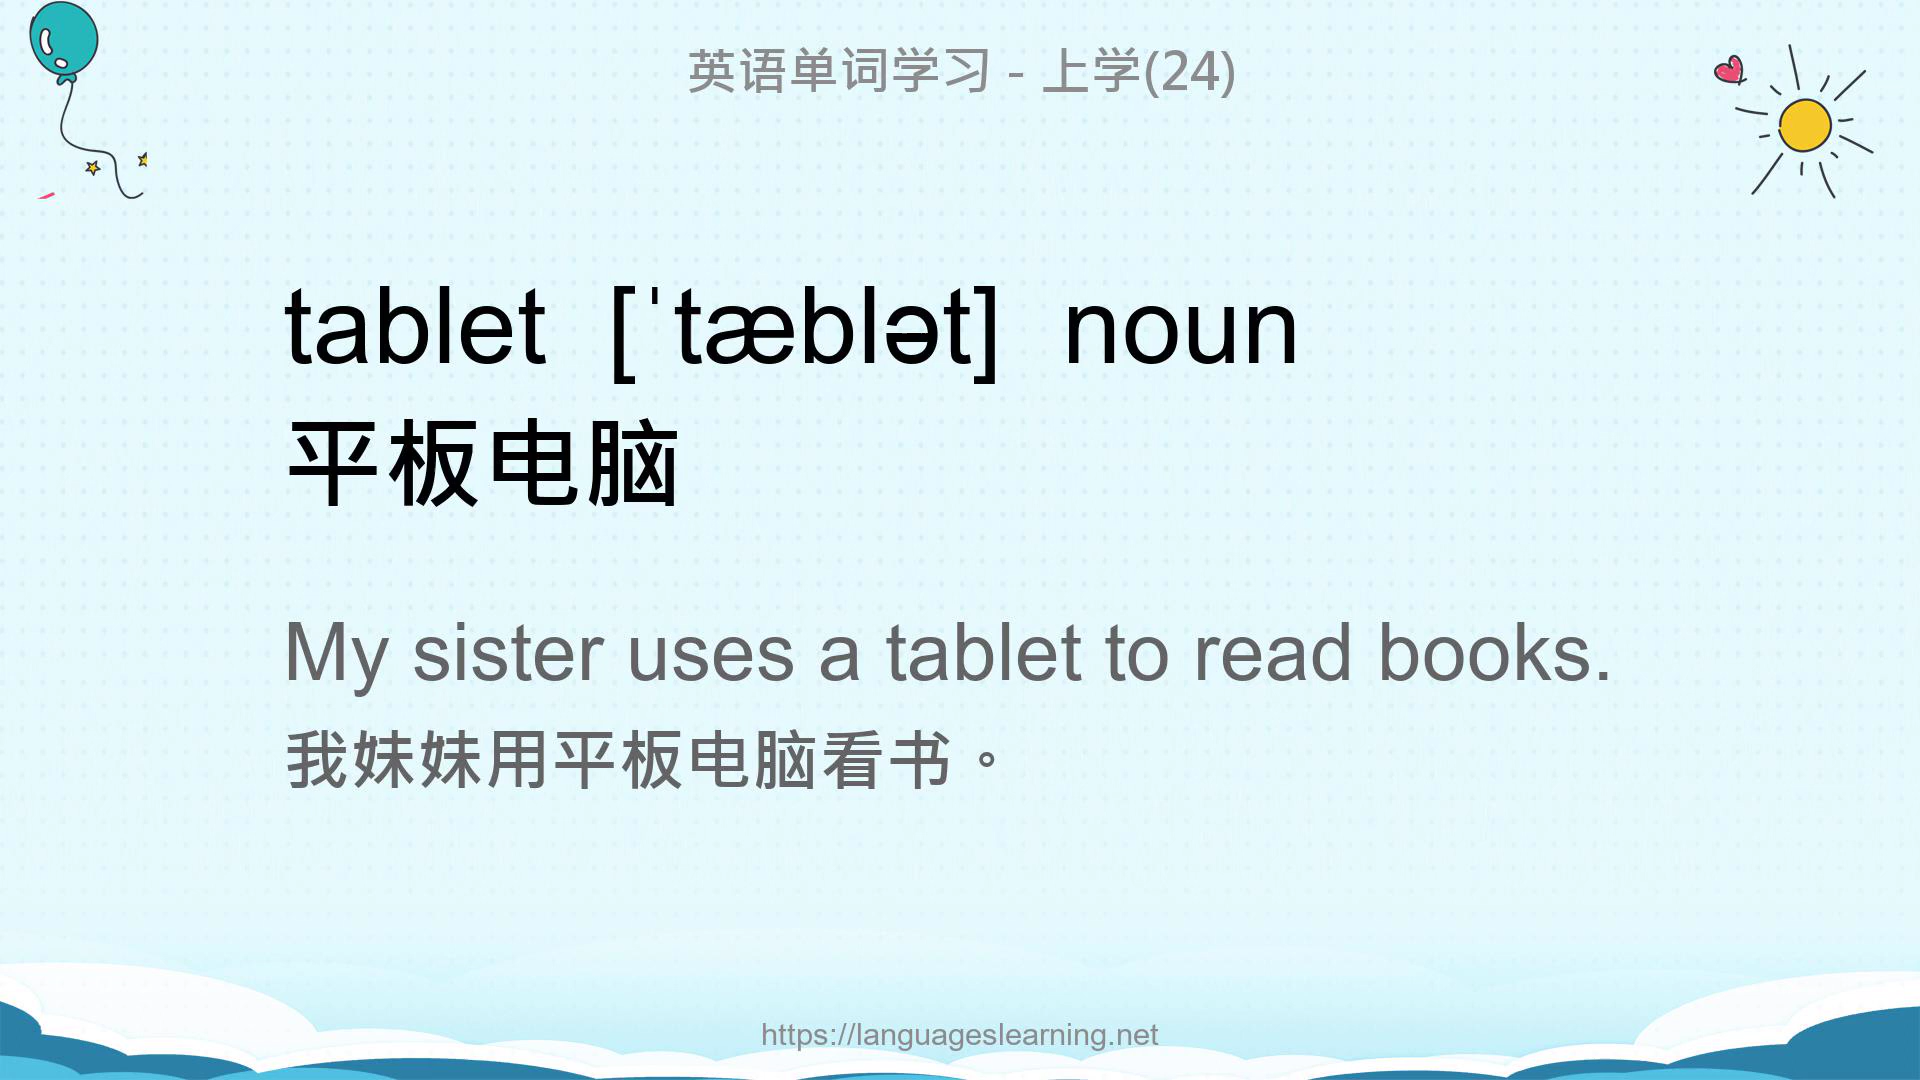 英语单词学习 - 上学(24)
tablet [ˈtæblət] noun
平板电脑
My sister uses a tablet to read books.
我妹妹用平板电脑看书。
https://languageslearning.net